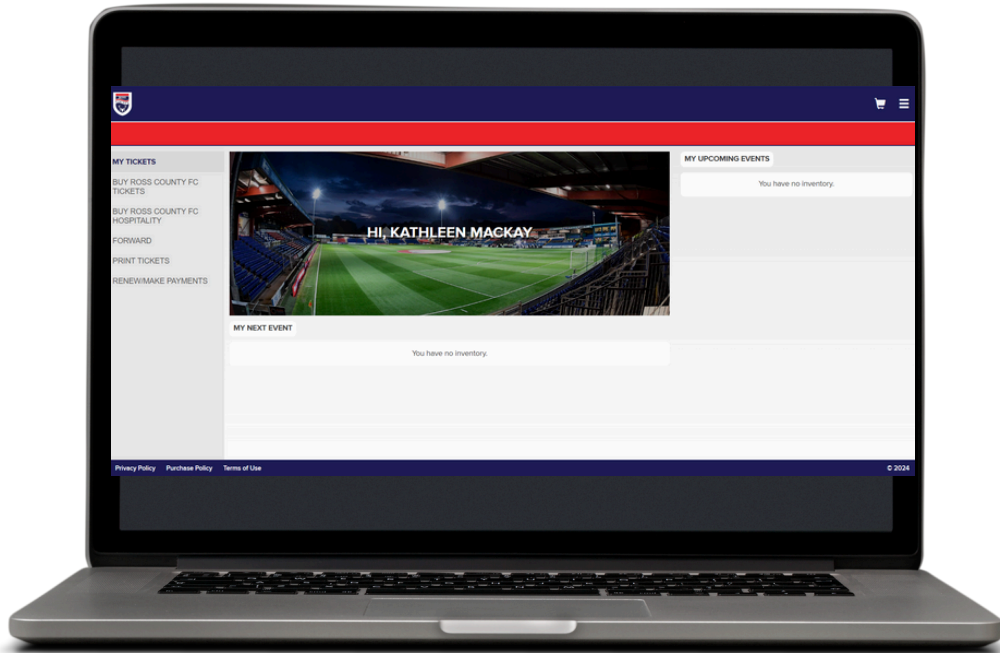 MY TICKETS
BUY ROSS COUNTY FC
TICKETS
BUY ROSS COUNTY FC
HOSPITALITY
FORWARD
PRINT TICKETS
RENEW/MAKE PAYMENTS
HI, KATHLEEN MACKAY
MY NEXT EVENT
You have no inventory.
MY UPCOMING EVENTS
You have no inventory.
Privacy Policy Purchase Policy Terms of Use
© 2024